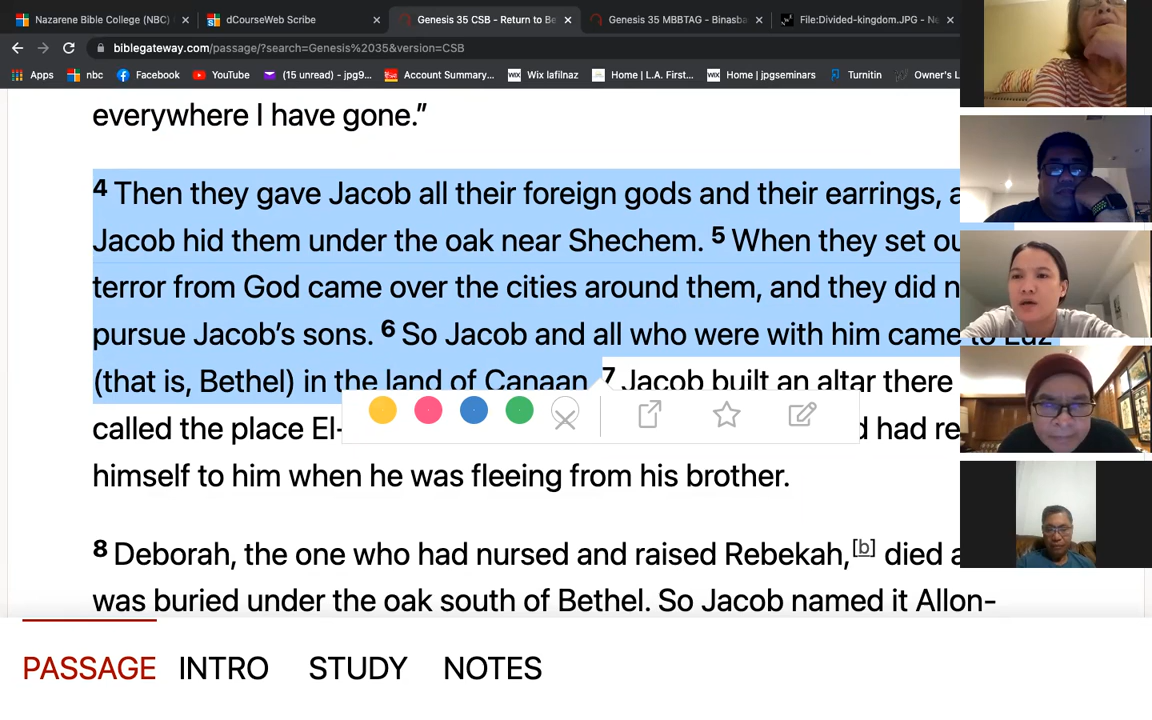 Nazarene Bible College (NBC)
dCourseWeb Scribe
Genesis 35 CSB - Return to Be
Genesis 35 MBBTAG - Binasba
File:Divided-kingdom.JPG - Ne
biblegateway.com/passage/?search=Genesis%2035&version=CSB
Apps nbc Facebook YouTube (15 unread) - jpg9... Account Summary... Wix lafilnaz Home | L.A. First... Home | jpgseminars Turnitin Owner's L
everywhere I have gone.”
4 Then they gave Jacob all their foreign gods and their earrings, a
Jacob hid them under the oak near Shechem. 5 When they set ou
terror from God came over the cities around them, and they did n
pursue Jacob’s sons. 6 So Jacob and all who were with him came to Luz
(that is, Bethel) in the land of Canaan. 7 Jacob built an altar there
called the place El- d had re
himself to him when he was fleeing from his brother.
8 Deborah, the one who had nursed and raised Rebekah,[b] died a
was buried under the oak south of Bethel. So Jacob named it Allon-
PASSAGE INTRO STUDY NOTES